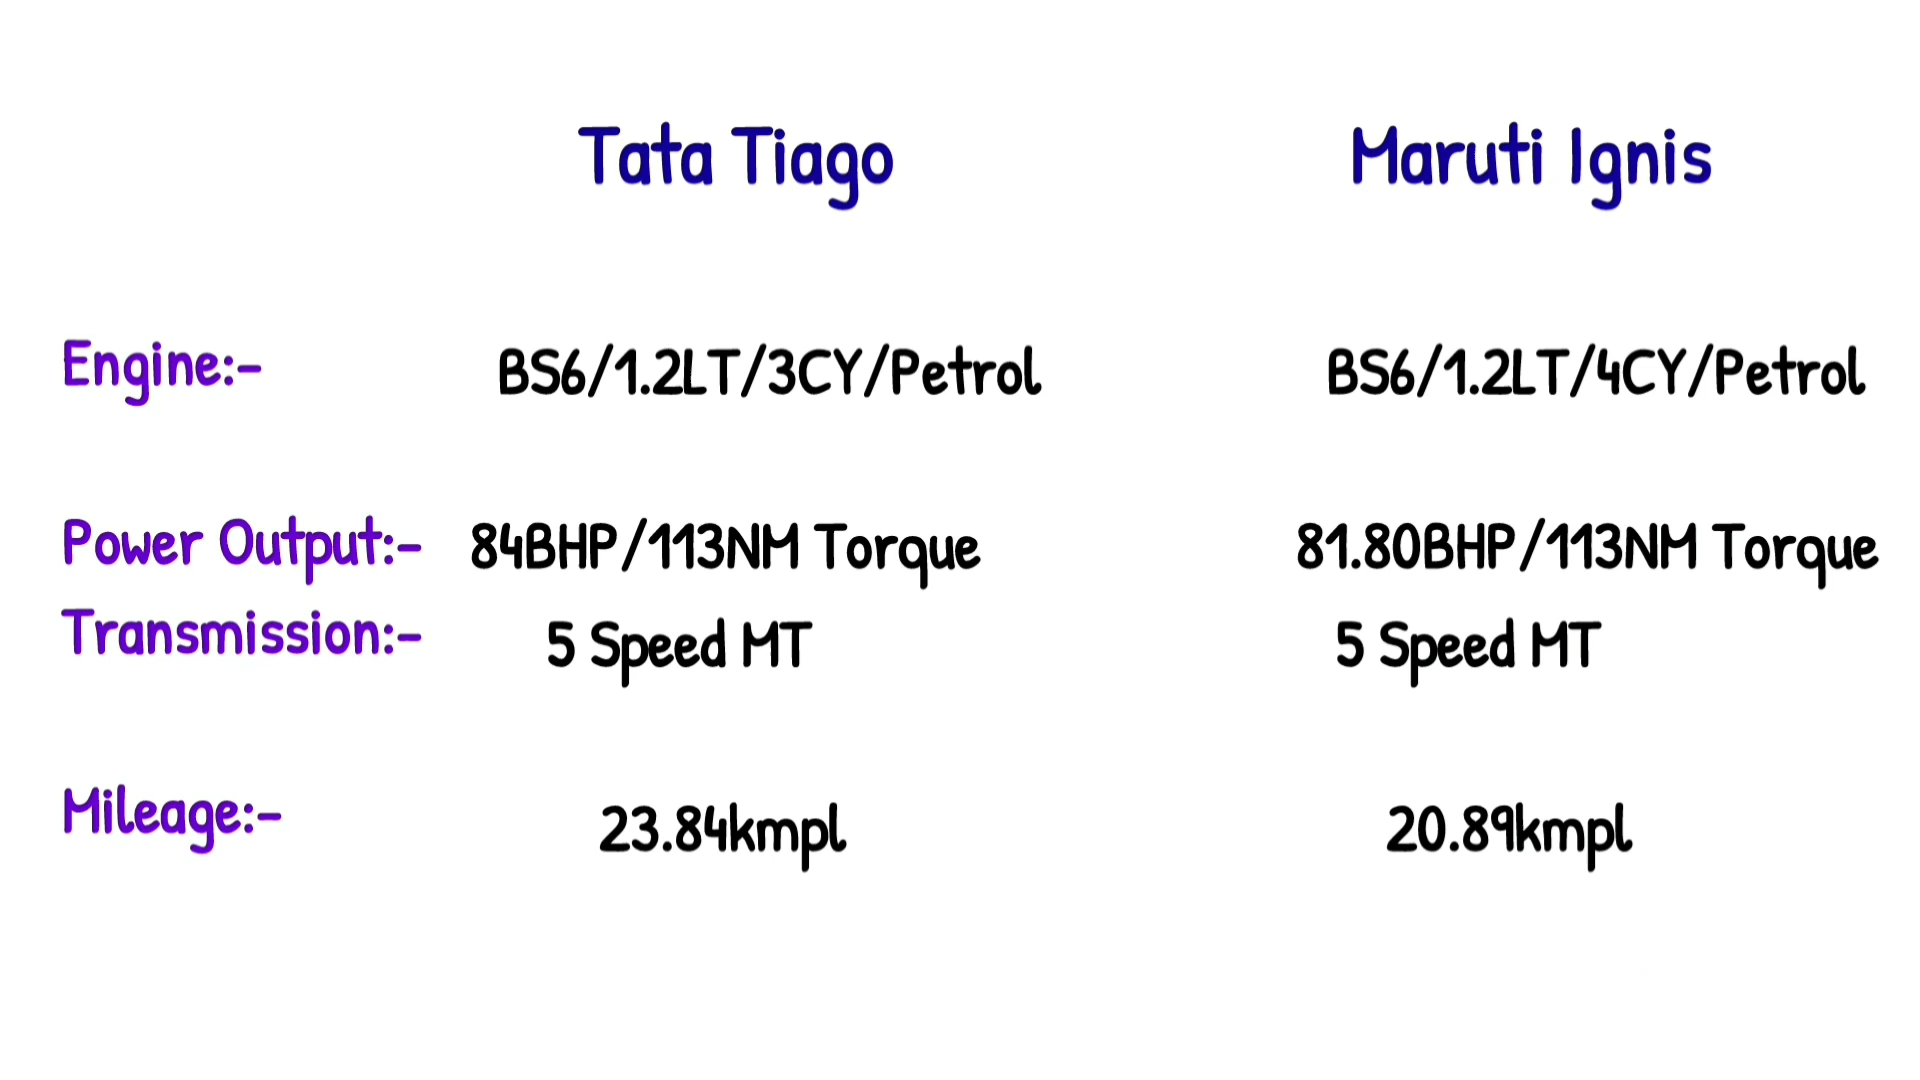 Tata Tiago Maruti Ignis
Engine:- BS6/1.2LT/3CY/Petrol BS6/1.2LT/4CY/Petrol
Power Output:- 84BHP/113NM Torque 81.80BHP/113NM Torque
Transmission:- 5 Speed MT 5 Speed MT
Mileage:- 23.84kmpl 20.89kmpl